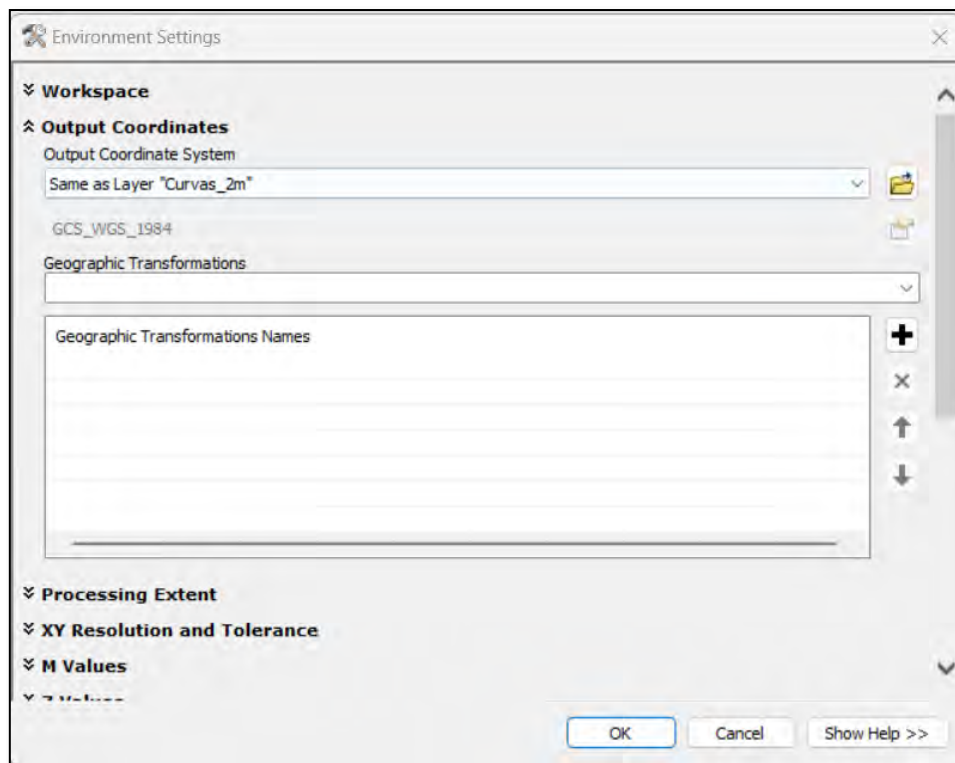 Environment Settings
Workspace
Output Coordinates
Output Coordinate System
Same as Layer "Curvas_2m"
GCS_WGS_1984
Geographic Transformations
Geographic Transformations Names
Processing Extent
XY Resolution and Tolerance
M Values
Z Values
OK Cancel Show Help >>